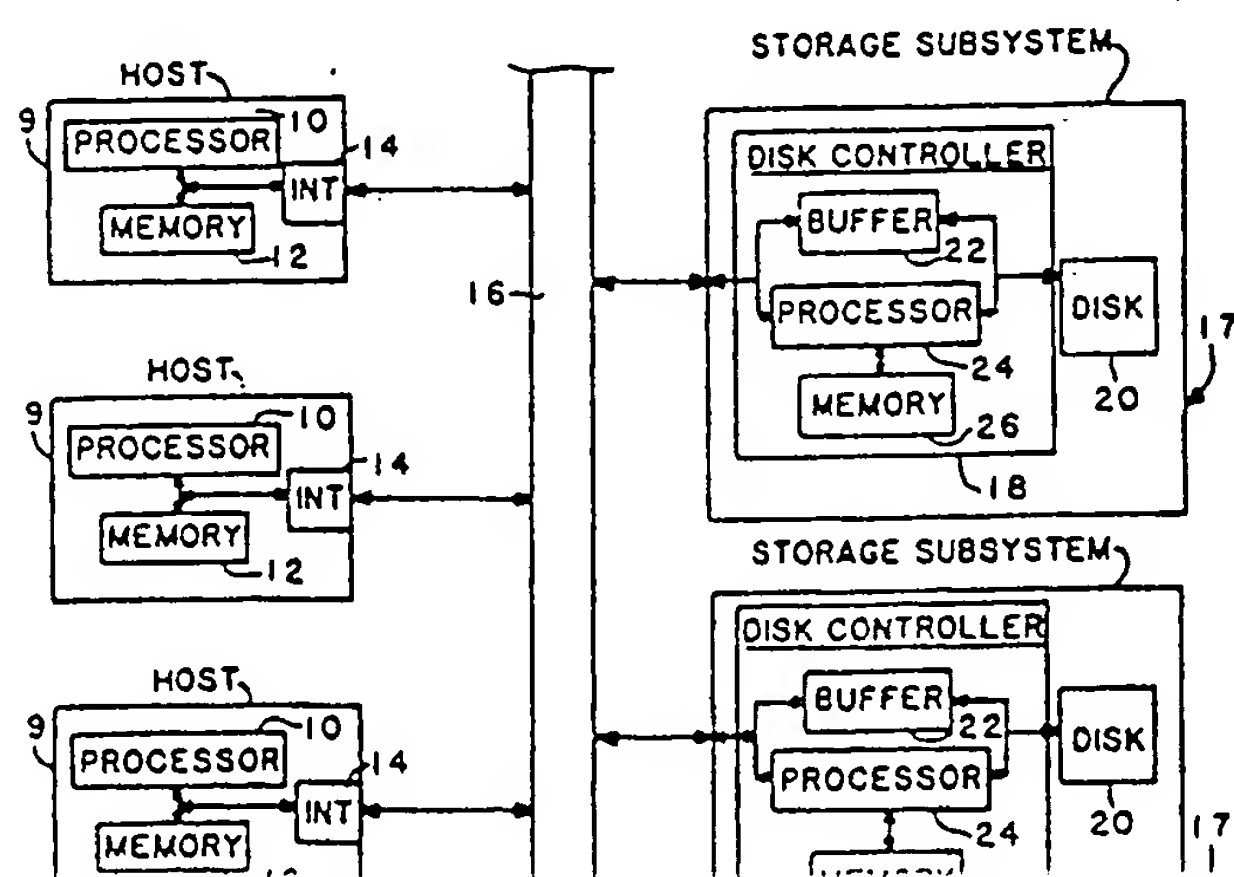 HOST
9
10
PROCESSOR
14
INT
MEMORY
12
HOST
9
10
PROCESSOR
14
INT
MEMORY
12
HOST
9
10
PROCESSOR
14
INT
MEMORY
16
STORAGE SUBSYSTEM
DISK CONTROLLER
BUFFER
22
PROCESSOR
24
MEMORY
26
18
DISK
20
17
STORAGE SUBSYSTEM
DISK CONTROLLER
BUFFER
22
PROCESSOR
24
DISK
20
17